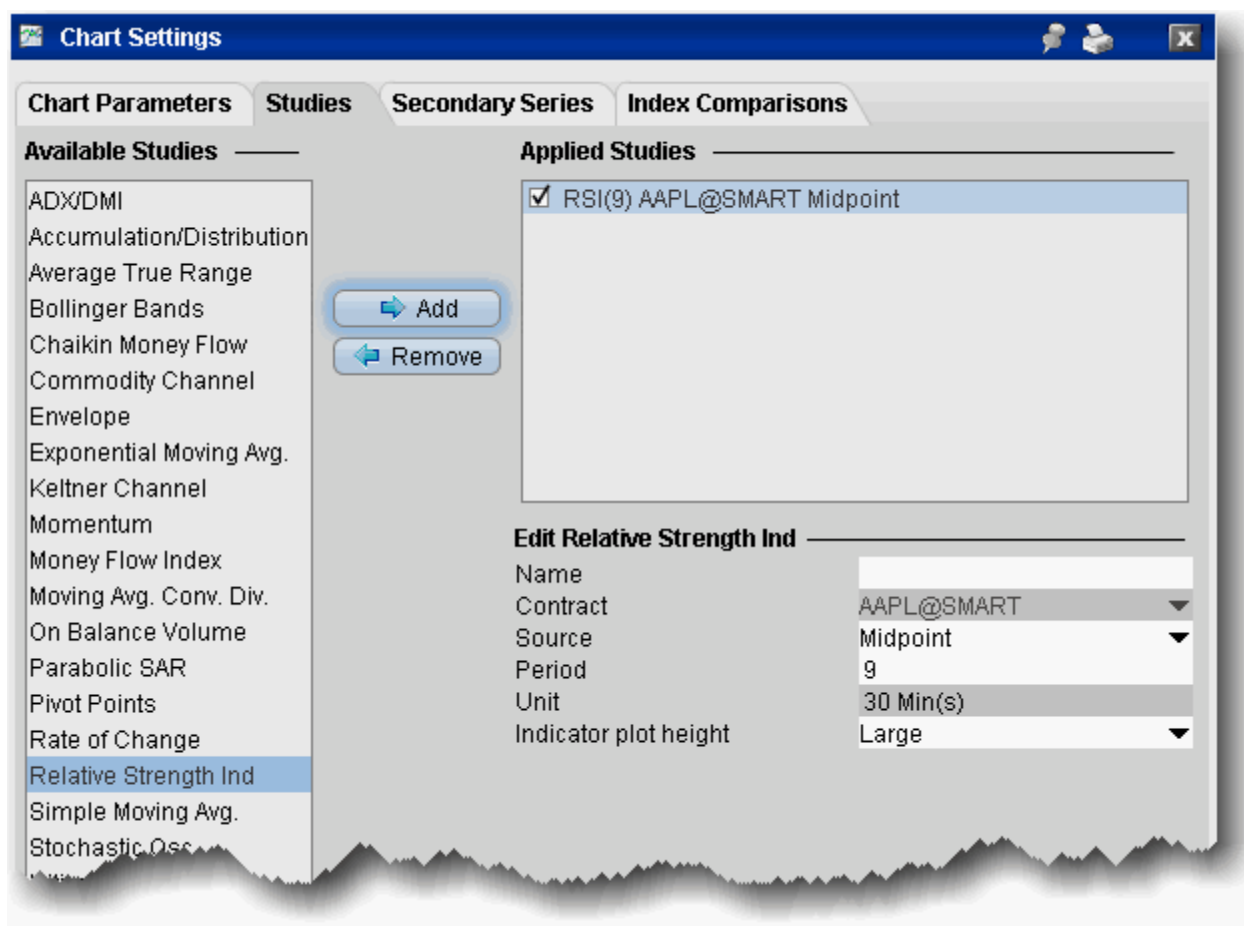 Chart Settings
Chart Parameters Studies Secondary Series Index Comparisons
Available Studies
ADX/DMI
Accumulation/Distribution
Average True Range
Bollinger Bands
Chaikin Money Flow
Commodity Channel
Envelope
Exponential Moving Avg.
Keltner Channel
Momentum
Money Flow Index
Moving Avg. Conv. Div.
On Balance Volume
Parabolic SAR
Pivot Points
Rate of Change
Relative Strength Ind
Simple Moving Avg.
Stochastic Osc
Add
Remove
Applied Studies
RSI(9) AAPL@SMART Midpoint
Edit Relative Strength Ind
Name
Contract AAPL@SMART
Source Midpoint
Period 9
Unit 30 Min(s)
Indicator plot height Large